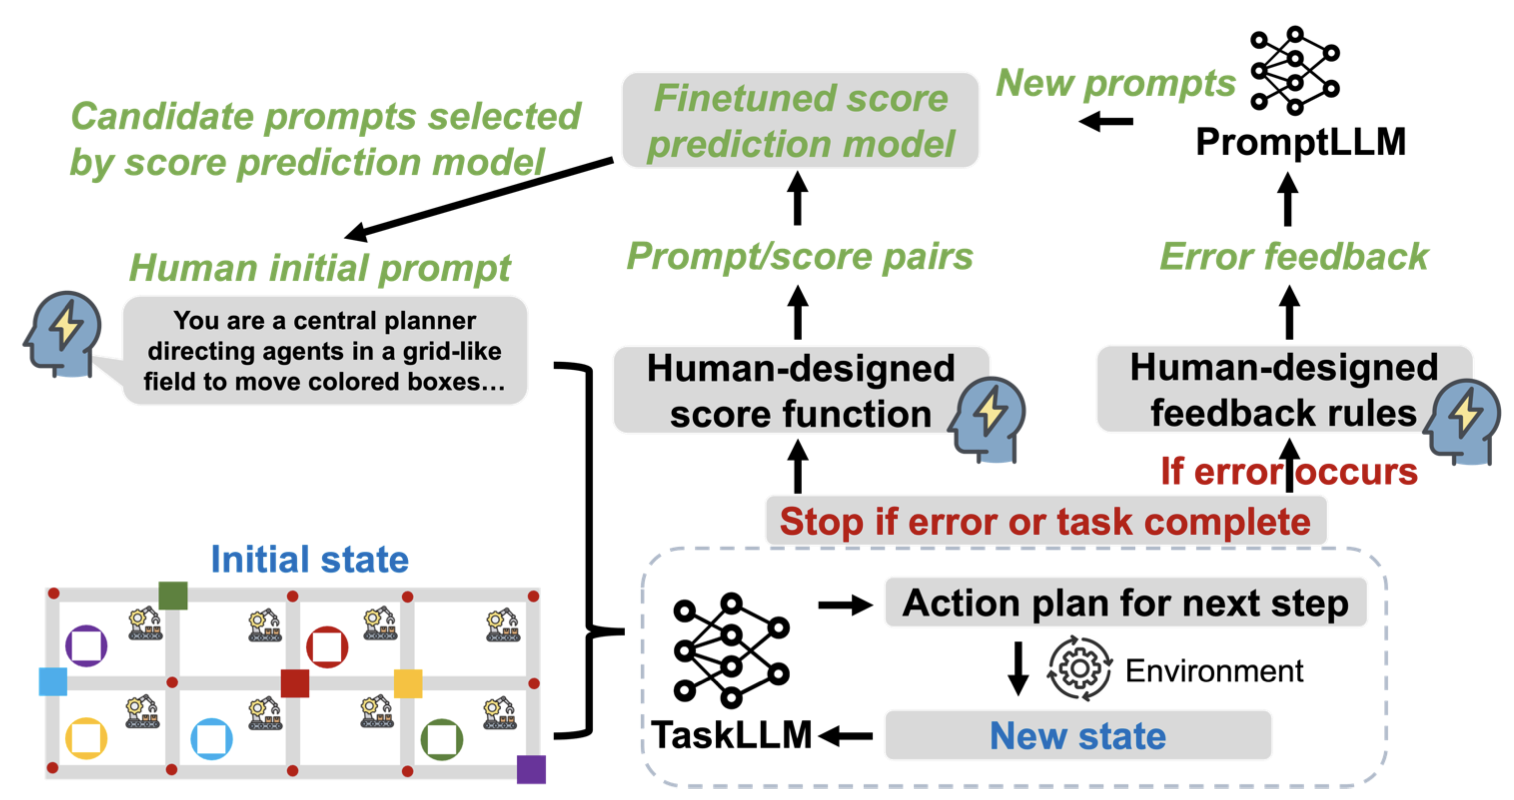 Candidate prompts selected
by score prediction model
Finetuned score
prediction model
New prompts
PromptLLM
Human initial prompt
You are a central planner
directing agents in a grid-like
field to move colored boxes…
Prompt/score pairs
Error feedback
Human-designed
score function
Human-designed
feedback rules
If error occurs
Stop if error or task complete
Initial state
TaskLLM
Action plan for next step
Environment
New state